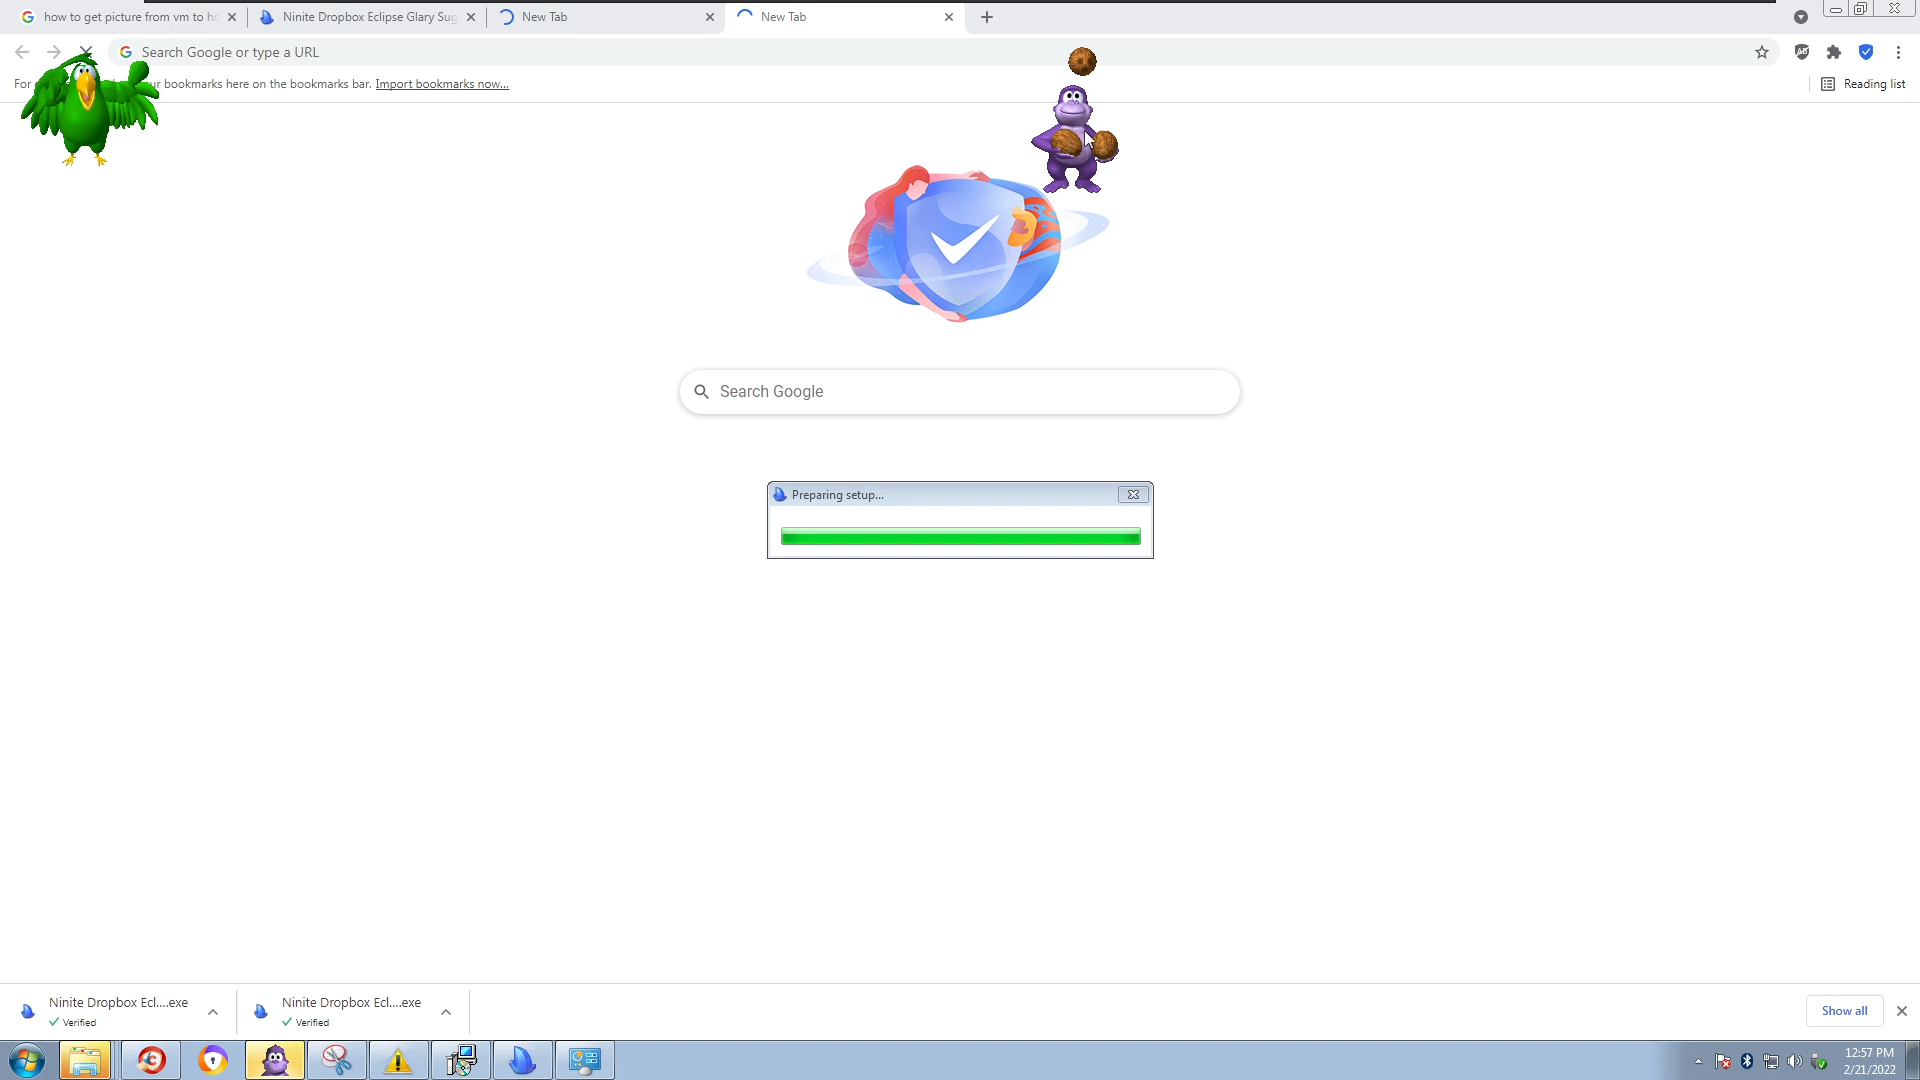 how to get picture from vm to ho
Ninite Dropbox Eclipse Glary Sug
New Tab
New Tab
Search Google or type a URL
For
ur bookmarks here on the bookmarks bar. Import bookmarks now...
Reading list
Search Google
Preparing setup...
Ninite Dropbox Ecl....exe
Verified
Ninite Dropbox Ecl....exe
Verified
Show all
12:57 PM
2/21/2022